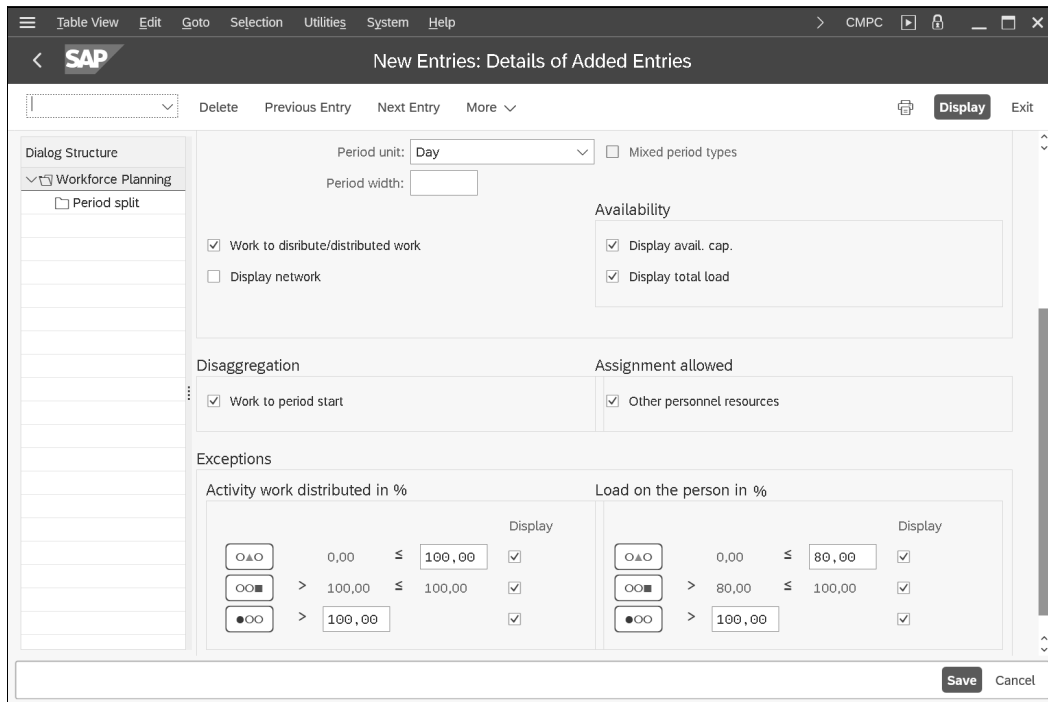 Table View Edit Goto Selection Utilities System Help CMPC
SAP New Entries: Details of Added Entries
Delete Previous Entry Next Entry More Display Exit
Dialog Structure
Workforce Planning
Period split
Period unit: Day Mixed period types
Period width:
Availability
Work to disribute/distributed work Display avail. cap.
Display network Display total load
Disaggregation Assignment allowed
Work to period start Other personnel resources
Exceptions
Activity work distributed in % Load on the person in %
Display Display
0,00 ≤ 100,00 0,00 ≤ 80,00
> 100,00 ≤ 100,00 > 80,00 ≤ 100,00
> 100,00 > 100,00
Save Cancel